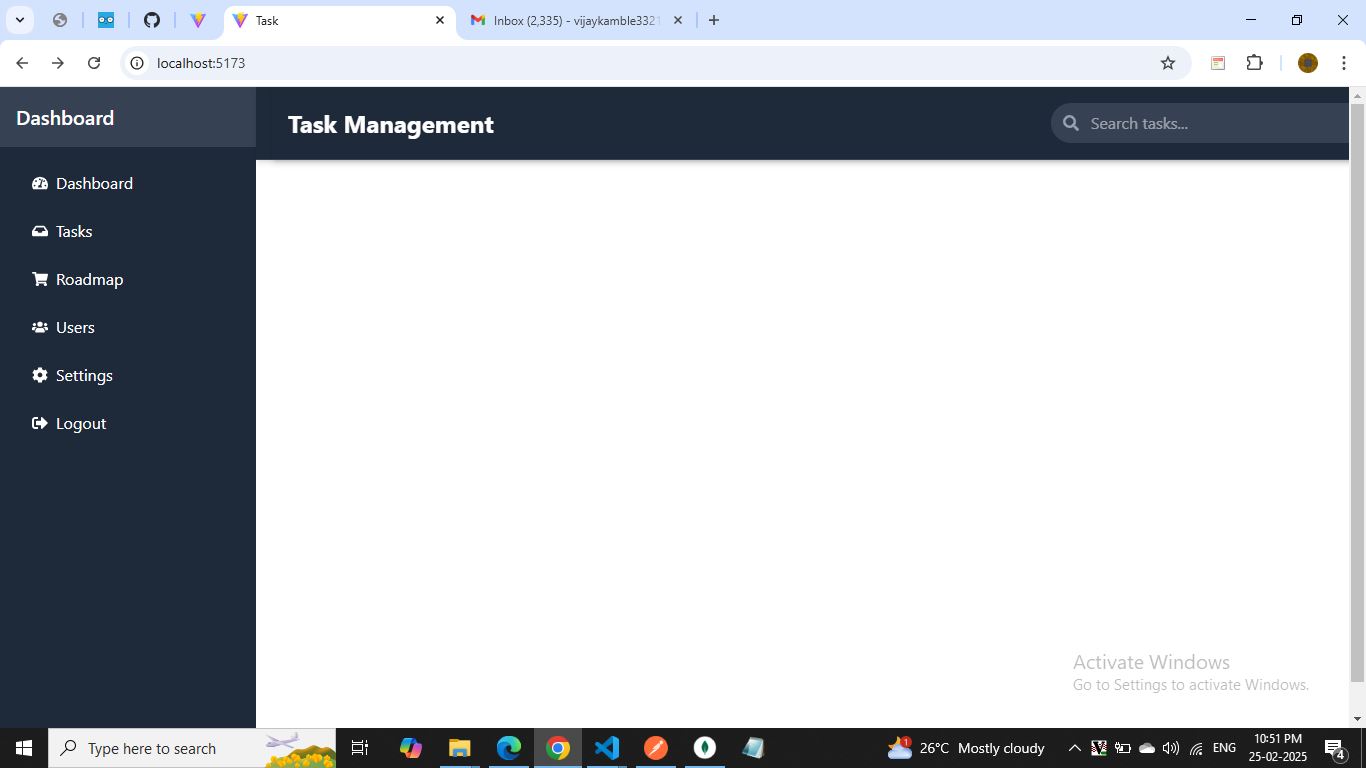 Task
Inbox (2,335) - vijaykamble3321
localhost:5173
Dashboard
Task Management
Search tasks...
Dashboard
Tasks
Roadmap
Users
Settings
Logout
Activate Windows
Go to Settings to activate Windows.
Type here to search
1
26°C Mostly cloudy
ENG
10:51 PM
25-02-2025
4